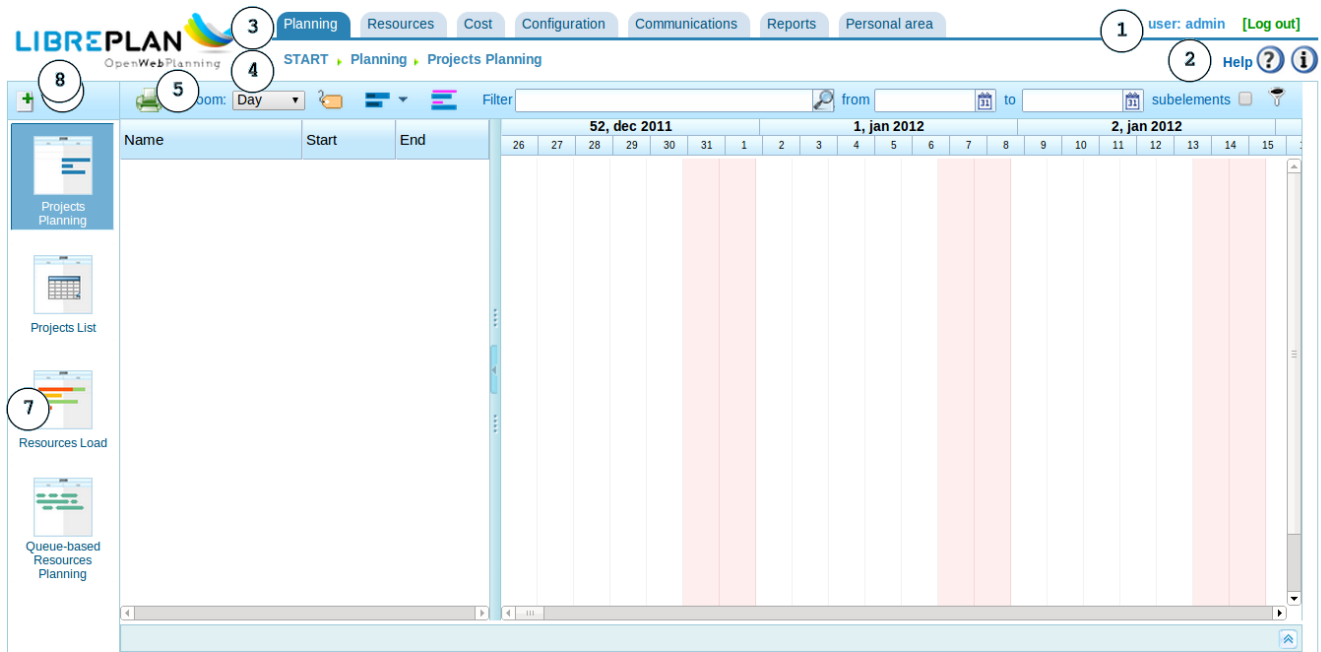 LIBREPLAN
OpenWebPlanning
3 Planning Resources Cost Configuration Communications Reports Personal area 1 user: admin [Log out]
4 START Planning Projects Planning 2 Help ? i
8 5 oom: Day Filter from 31 to 31 subelements
Name Start End
52, dec 2011 1, jan 2012 2, jan 2012
26 27 28 29 30 31 1 2 3 4 5 6 7 8 9 10 11 12 13 14 15
Projects
Planning
Projects List
7
Resources Load
Queue-based
Resources
Planning